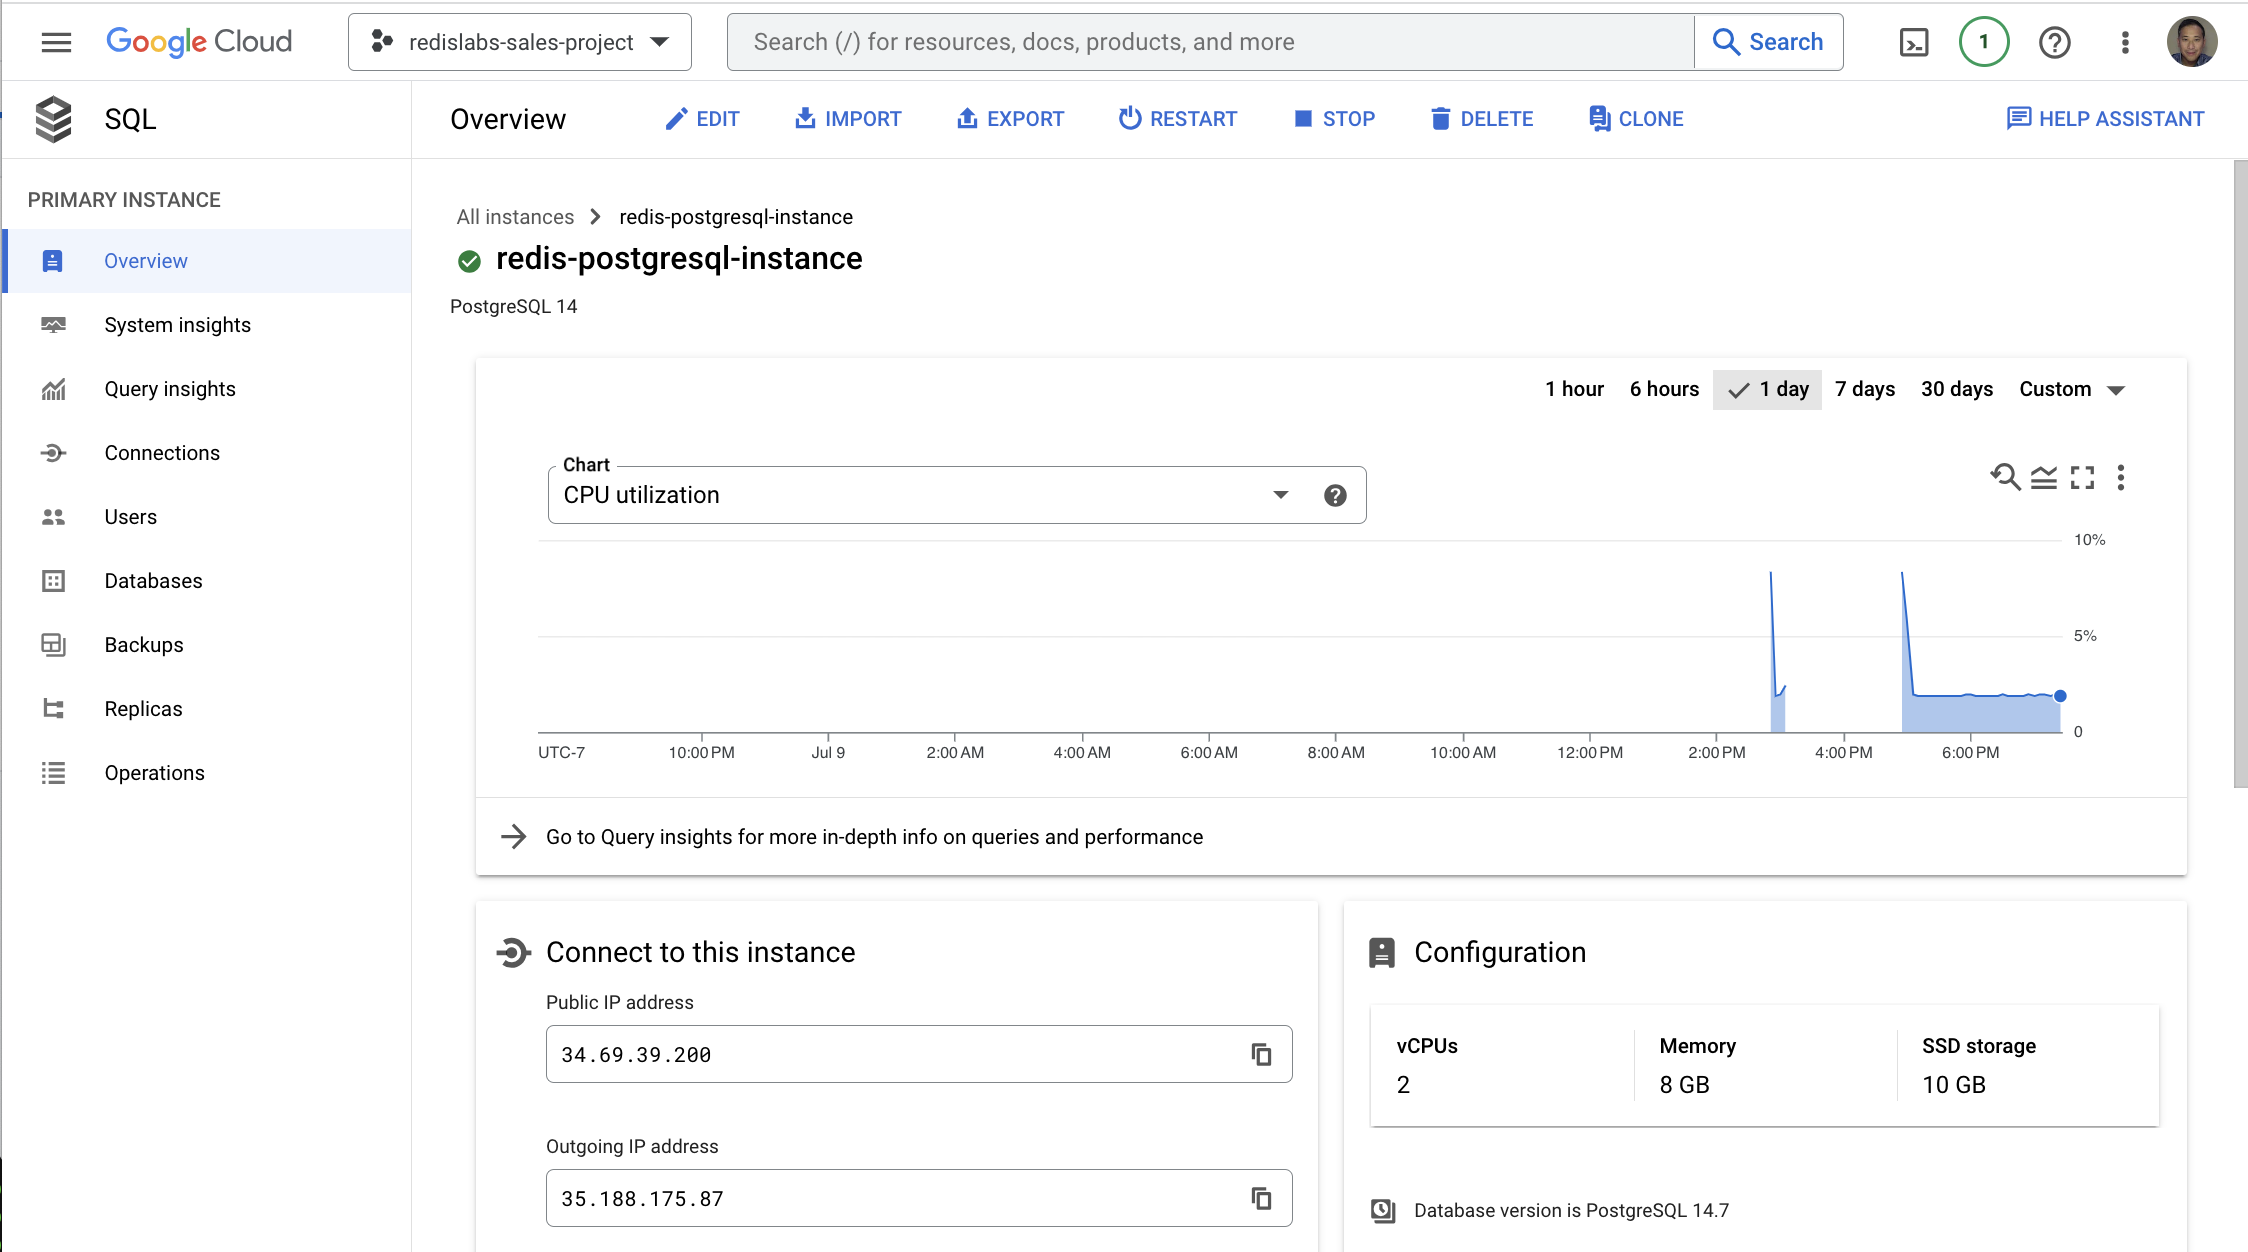 Google Cloud
redislabs-sales-project
Search (/) for resources, docs, products, and more
Search
1
SQL
Overview
EDIT
IMPORT
EXPORT
RESTART
STOP
DELETE
CLONE
HELP ASSISTANT
PRIMARY INSTANCE
Overview
System insights
Query insights
Connections
Users
Databases
Backups
Replicas
Operations
All instances
redis-postgresql-instance
redis-postgresql-instance
PostgreSQL 14
1 hour
6 hours
1 day
7 days
30 days
Custom
Chart
CPU utilization
10%
5%
0
UTC-7
10:00 PM
Jul 9
2:00 AM
4:00 AM
6:00 AM
8:00 AM
10:00 AM
12:00 PM
2:00 PM
4:00 PM
6:00 PM
Go to Query insights for more in-depth info on queries and performance
Connect to this instance
Public IP address
34.69.39.200
Outgoing IP address
35.188.175.87
Configuration
vCPUs
2
Memory
8 GB
SSD storage
10 GB
Database version is PostgreSQL 14.7